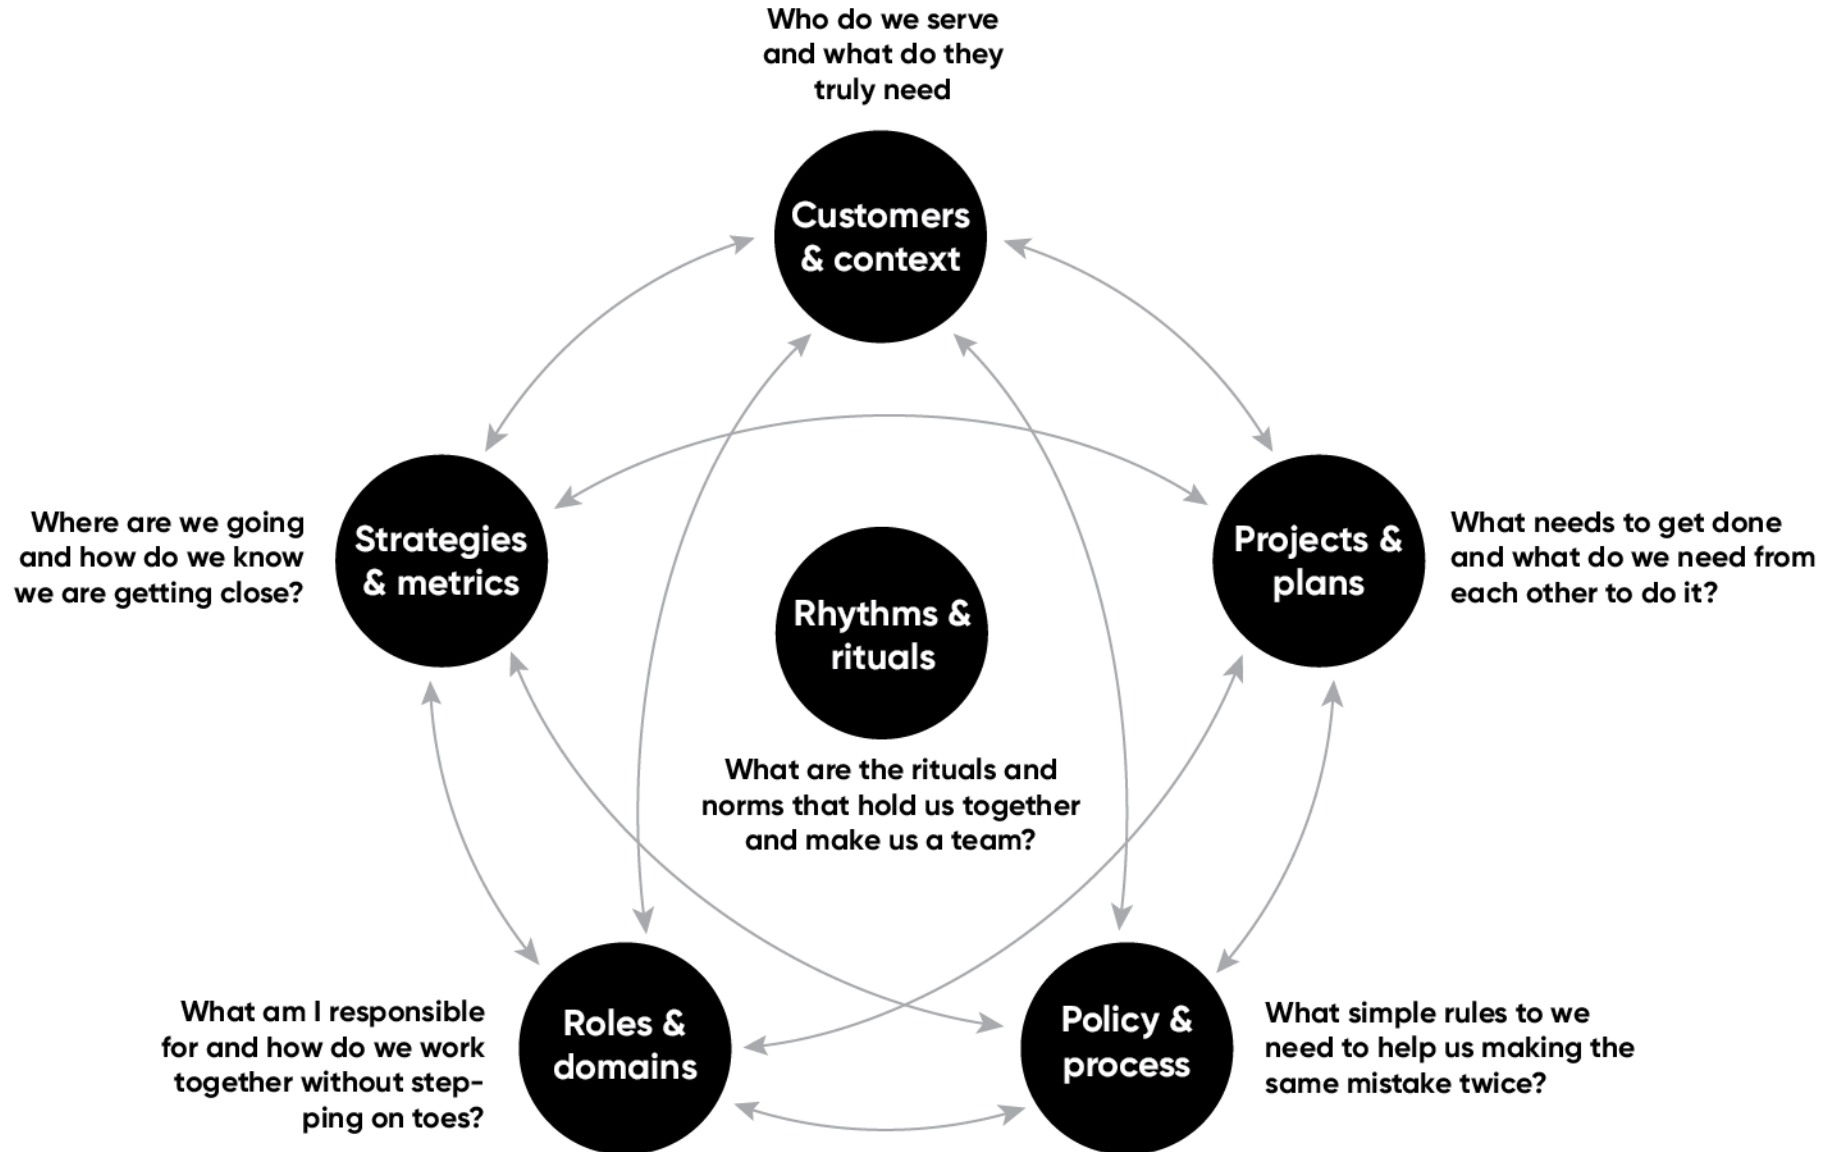 Who do we serve
and what do they
truly need
Customers
& context
Where are we going
and how do we know
we are getting close?
Strategies
& metrics
Projects &
plans
What needs to get done
and what do we need from
each other to do it?
Rhythms &
rituals
What are the rituals and
norms that hold us together
and make us a team?
What am I responsible
for and how do we work
together without step-
ping on toes?
Roles &
domains
Policy &
process
What simple rules to we
need to help us making the
same mistake twice?